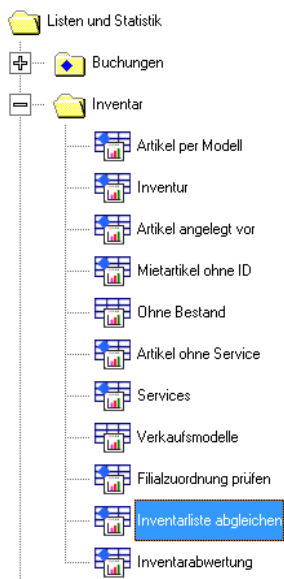 Listen und Statistik
Buchungen
Inventar
Artikel per Modell
Inventur
Artikel angelegt vor
Mietartikel ohne ID
Ohne Bestand
Artikel ohne Service
Services
Verkaufsmodelle
Filialzuordnung prüfen
Inventarliste abgleichen
Inventarabwertung